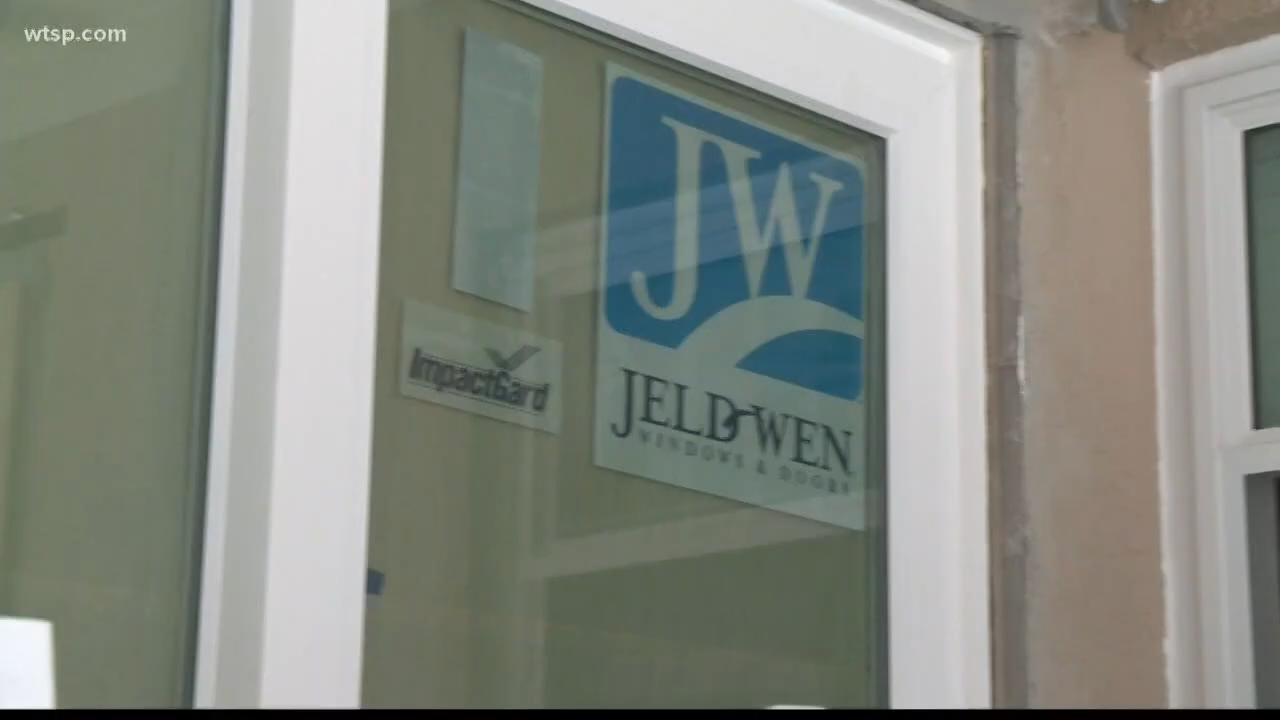 wtsp.com
JW
ImpactGard
JELD-WEN
WINDOWS & DOORS